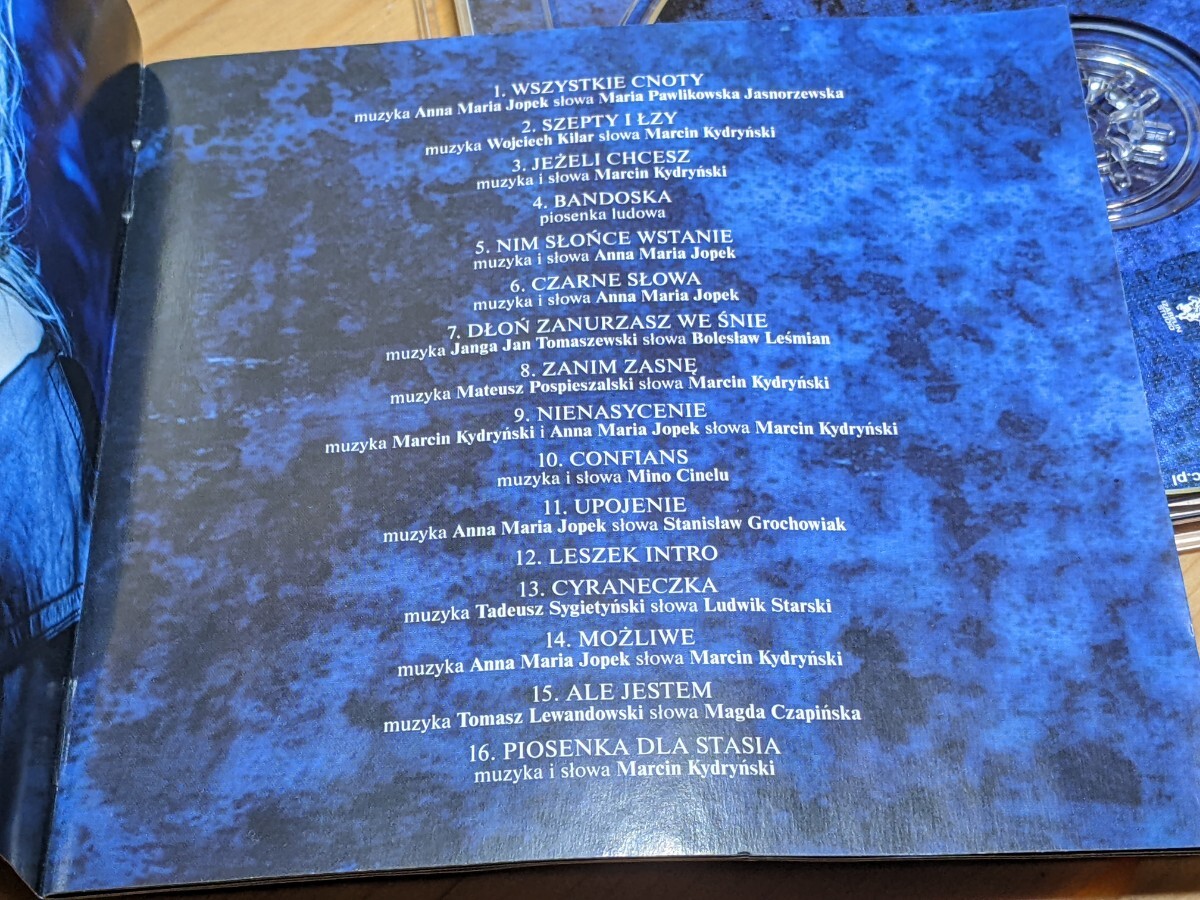 1. WSZYSTKIE CNOTY
muzyka Anna Maria Jopek słowa Maria Pawlikowska Jasnorzewska
2. SZEPTY I ŁZY
muzyka Wojciech Kilar słowa Marcin Kydryński
3. JEŻELI CHCESZ
muzyka i słowa Marcin Kydryński
4. BANDOSKA
piosenka ludowa
5. NIM SŁOŃCE WSTANIE
muzyka i słowa Anna Maria Jopek
6. CZARNE SŁOWA
muzyka i słowa Anna Maria Jopek
7. DŁOŃ ZANURZASZ WE ŚNIE
muzyka Janga Jan Tomaszewski słowa Bolesław Leśmian
8. ZANIM ZASNĘ
muzyka Mateusz Pospieszalski słowa Marcin Kydryński
9. NIENASYCENIE
muzyka Marcin Kydryński i Anna Maria Jopek słowa Marcin Kydryński
10. CONFIANS
muzyka i słowa Mino Cinelu
11. UPOJENIE
muzyka Anna Maria Jopek słowa Stanisław Grochowiak
12. LESZEK INTRO
13. CYRANECZKA
muzyka Tadeusz Sygietyński słowa Ludwik Starski
14. MOŻLIWE
muzyka Anna Maria Jopek słowa Marcin Kydryński
15. ALE JESTEM
muzyka Tomasz Lewandowski słowa Magda Czapińska
16. PIOSENKA DLA STASIA
muzyka i słowa Marcin Kydryński